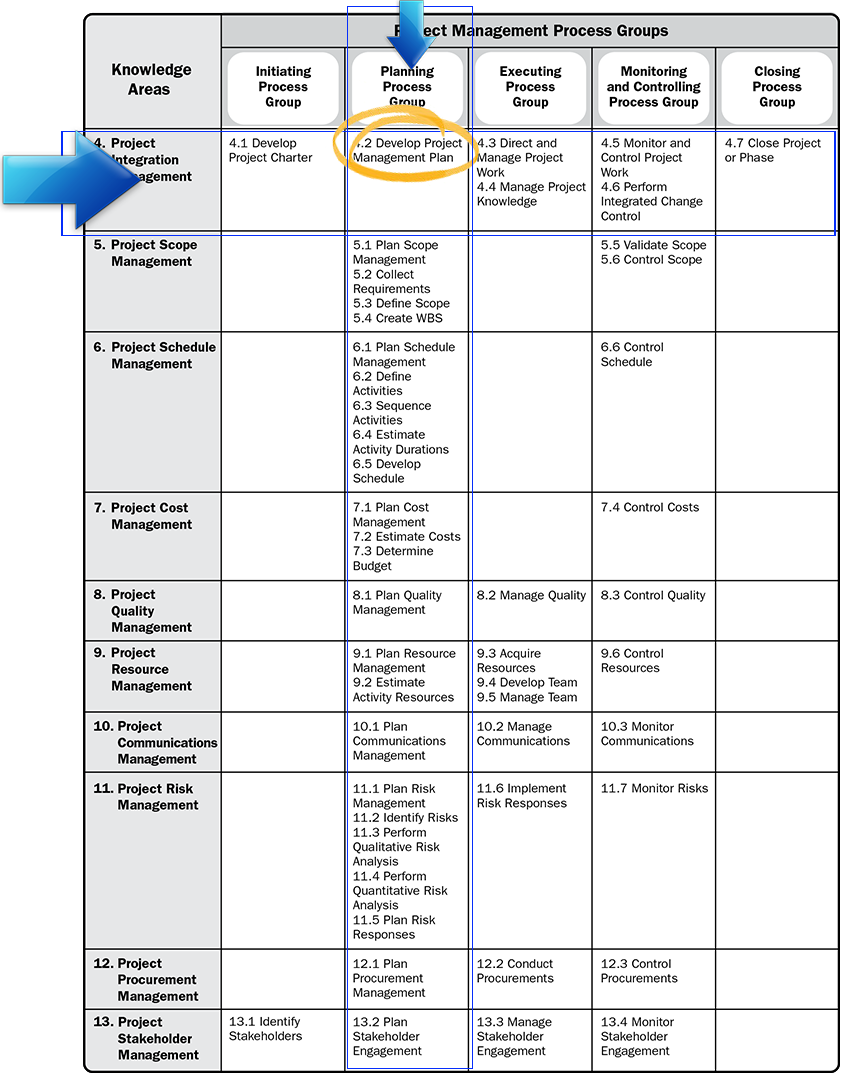 Project Management Process Groups
Knowledge
Areas
Initiating
Process
Group
Planning
Process
Group
Executing
Process
Group
Monitoring
and Controlling
Process Group
Closing
Process
Group
4. Project
Integration
Management
4.1 Develop
Project Charter
4.2 Develop Project
Management Plan
4.3 Direct and
Manage Project
Work
4.4 Manage Project
Knowledge
4.5 Monitor and
Control Project
Work
4.6 Perform
Integrated Change
Control
4.7 Close Project
or Phase
5. Project Scope
Management
5.1 Plan Scope
Management
5.2 Collect
Requirements
5.3 Define Scope
5.4 Create WBS
5.5 Validate Scope
5.6 Control Scope
6. Project Schedule
Management
6.1 Plan Schedule
Management
6.2 Define
Activities
6.3 Sequence
Activities
6.4 Estimate
Activity Durations
6.5 Develop
Schedule
6.6 Control
Schedule
7. Project Cost
Management
7.1 Plan Cost
Management
7.2 Estimate Costs
7.3 Determine
Budget
7.4 Control Costs
8. Project
Quality
Management
8.1 Plan Quality
Management
8.2 Manage Quality
8.3 Control Quality
9. Project
Resource
Management
9.1 Plan Resource
Management
9.2 Estimate
Activity Resources
9.3 Acquire
Resources
9.4 Develop Team
9.5 Manage Team
9.6 Control
Resources
10. Project
Communications
Management
10.1 Plan
Communications
Management
10.2 Manage
Communications
10.3 Monitor
Communications
11. Project Risk
Management
11.1 Plan Risk
Management
11.2 Identify Risks
11.3 Perform
Qualitative Risk
Analysis
11.4 Perform
Quantitative Risk
Analysis
11.5 Plan Risk
Responses
11.6 Implement
Risk Responses
11.7 Monitor Risks
12. Project
Procurement
Management
12.1 Plan
Procurement
Management
12.2 Conduct
Procurements
12.3 Control
Procurements
13. Project
Stakeholder
Management
13.1 Identify
Stakeholders
13.2 Plan
Stakeholder
Engagement
13.3 Manage
Stakeholder
Engagement
13.4 Monitor
Stakeholder
Engagement